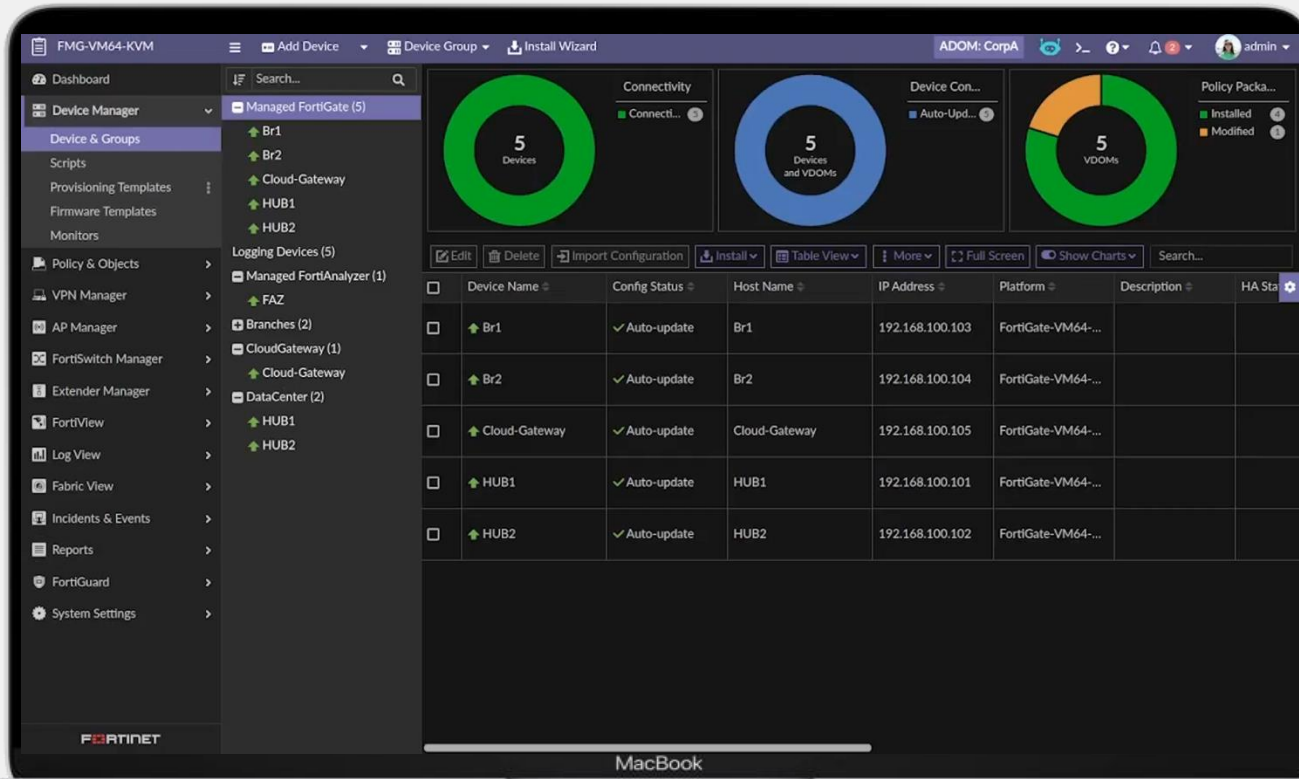 FMG-VM64-KVM
Add Device
Device Group
Install Wizard
ADOM: CorpA
2
admin
Dashboard
Device Manager
Device & Groups
Scripts
Provisioning Templates
Firmware Templates
Monitors
Policy & Objects
VPN Manager
AP Manager
FortiSwitch Manager
Extender Manager
FortiView
Log View
Fabric View
Incidents & Events
Reports
FortiGuard
System Settings
FORTINET
Search...
Managed FortiGate (5)
Br1
Br2
Cloud-Gateway
HUB1
HUB2
Logging Devices (5)
Managed FortiAnalyzer (1)
FAZ
Branches (2)
CloudGateway (1)
Cloud-Gateway
DataCenter (2)
HUB1
HUB2
5
Devices
Connectivity
Connecti... 5
5
Devices
and VDOMs
Device Con...
Auto-Upd... 5
5
VDOMs
Policy Packa...
Installed 4
Modified 1
Edit Delete Import Configuration Install Table View More Full Screen Show Charts Search...
Device Name Config Status Host Name IP Address Platform Description HA Sta
Br1 Auto-update Br1 192.168.100.103 FortiGate-VM64-...
Br2 Auto-update Br2 192.168.100.104 FortiGate-VM64-...
Cloud-Gateway Auto-update Cloud-Gateway 192.168.100.105 FortiGate-VM64-...
HUB1 Auto-update HUB1 192.168.100.101 FortiGate-VM64-...
HUB2 Auto-update HUB2 192.168.100.102 FortiGate-VM64-...
MacBook